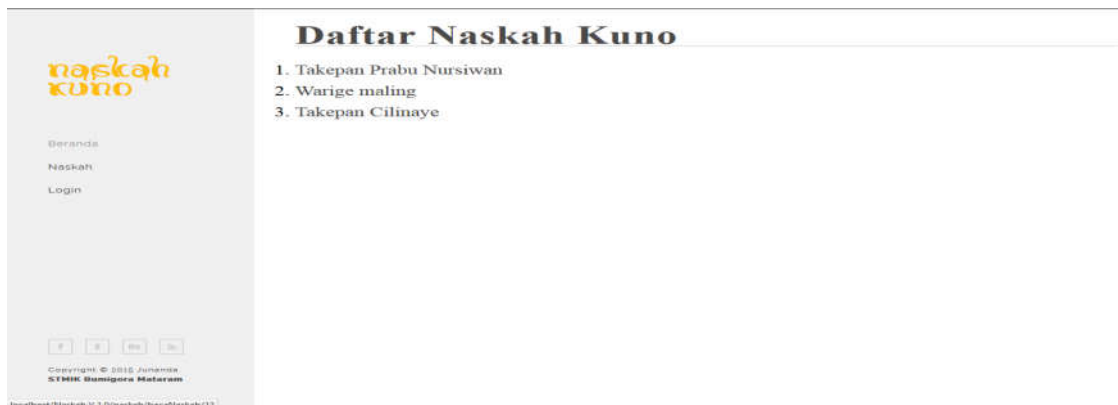 naskah
kuno
Beranda
Naskah
Login
Daftar Naskah Kuno
1. Takepan Prabu Nursiwan
2. Warige maling
3. Takepan Cilinaye
Copyright © Junanda
STMIK Bumigora Mataram